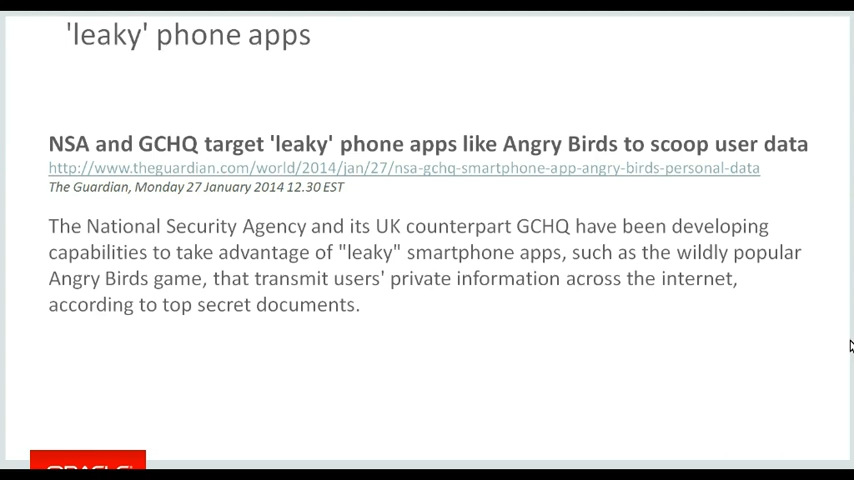 'leaky' phone apps
NSA and GCHQ target 'leaky' phone apps like Angry Birds to scoop user data
http://www.theguardian.com/world/2014/jan/27/nsa-gchq-smartphone-app-angry-birds-personal-data
The Guardian, Monday 27 January 2014 12.30 EST
The National Security Agency and its UK counterpart GCHQ have been developing
capabilities to take advantage of "leaky" smartphone apps, such as the wildly popular
Angry Birds game, that transmit users' private information across the internet,
according to top secret documents.
ORACLE